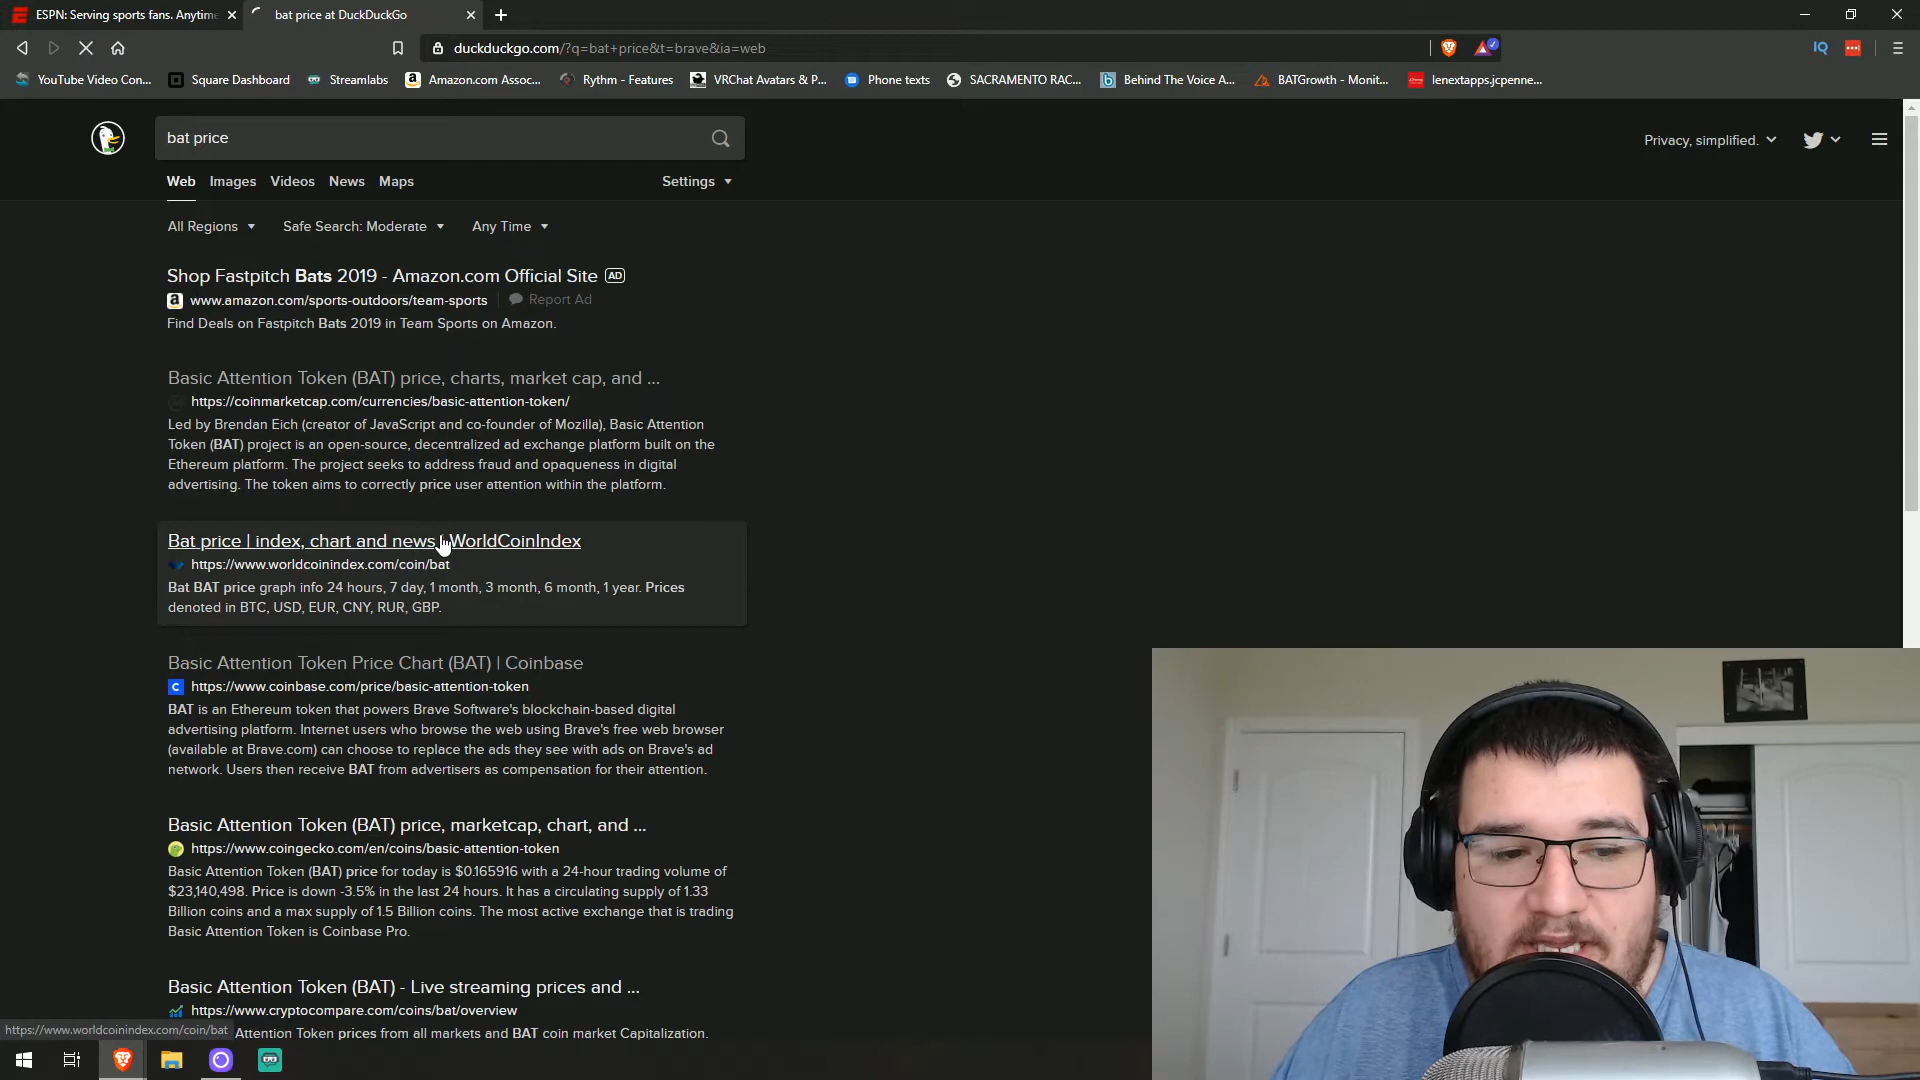 ESPN: Serving sports fans. Anytime
bat price at DuckDuckGo
duckduckgo.com/?q=bat+price&t=brave&ia=web
YouTube Video Con...
Square Dashboard
Streamlabs
Amazon.com Assoc...
Rythm - Features
VRChat Avatars & P...
Phone texts
SACRAMENTO RAC...
Behind The Voice A...
BATGrowth - Monit...
lenextapps.jcpenne...
bat price
Privacy, simplified.
Web Images Videos News Maps
Settings
All Regions
Safe Search: Moderate
Any Time
Shop Fastpitch Bats 2019 - Amazon.com Official Site AD
www.amazon.com/sports-outdoors/team-sports Report Ad
Find Deals on Fastpitch Bats 2019 in Team Sports on Amazon.
Basic Attention Token (BAT) price, charts, market cap, and ...
https://coinmarketcap.com/currencies/basic-attention-token/
Led by Brendan Eich (creator of JavaScript and co-founder of Mozilla), Basic Attention
Token (BAT) project is an open-source, decentralized ad exchange platform built on the
Ethereum platform. The project seeks to address fraud and opaqueness in digital
advertising. The token aims to correctly price user attention within the platform.
Bat price | index, chart and news | WorldCoinIndex
https://www.worldcoinindex.com/coin/bat
Bat BAT price graph info 24 hours, 7 day, 1 month, 3 month, 6 month, 1 year. Prices
denoted in BTC, USD, EUR, CNY, RUR, GBP.
Basic Attention Token Price Chart (BAT) | Coinbase
https://www.coinbase.com/price/basic-attention-token
BAT is an Ethereum token that powers Brave Software's blockchain-based digital
advertising platform. Internet users who browse the web using Brave's free web browser
(available at Brave.com) can choose to replace the ads they see with ads on Brave's ad
network. Users then receive BAT from advertisers as compensation for their attention.
Basic Attention Token (BAT) price, marketcap, chart, and ...
https://www.coingecko.com/en/coins/basic-attention-token
Basic Attention Token (BAT) price for today is $0.165916 with a 24-hour trading volume of
$23,140,498. Price is down -3.5% in the last 24 hours. It has a circulating supply of 1.33
Billion coins and a max supply of 1.5 Billion coins. The most active exchange that is trading
Basic Attention Token is Coinbase Pro.
Basic Attention Token (BAT) - Live streaming prices and ...
https://www.cryptocompare.com/coins/bat/overview
https://www.worldcoinindex.com/coin/bat
Attention Token prices from all markets and BAT coin market Capitalization.